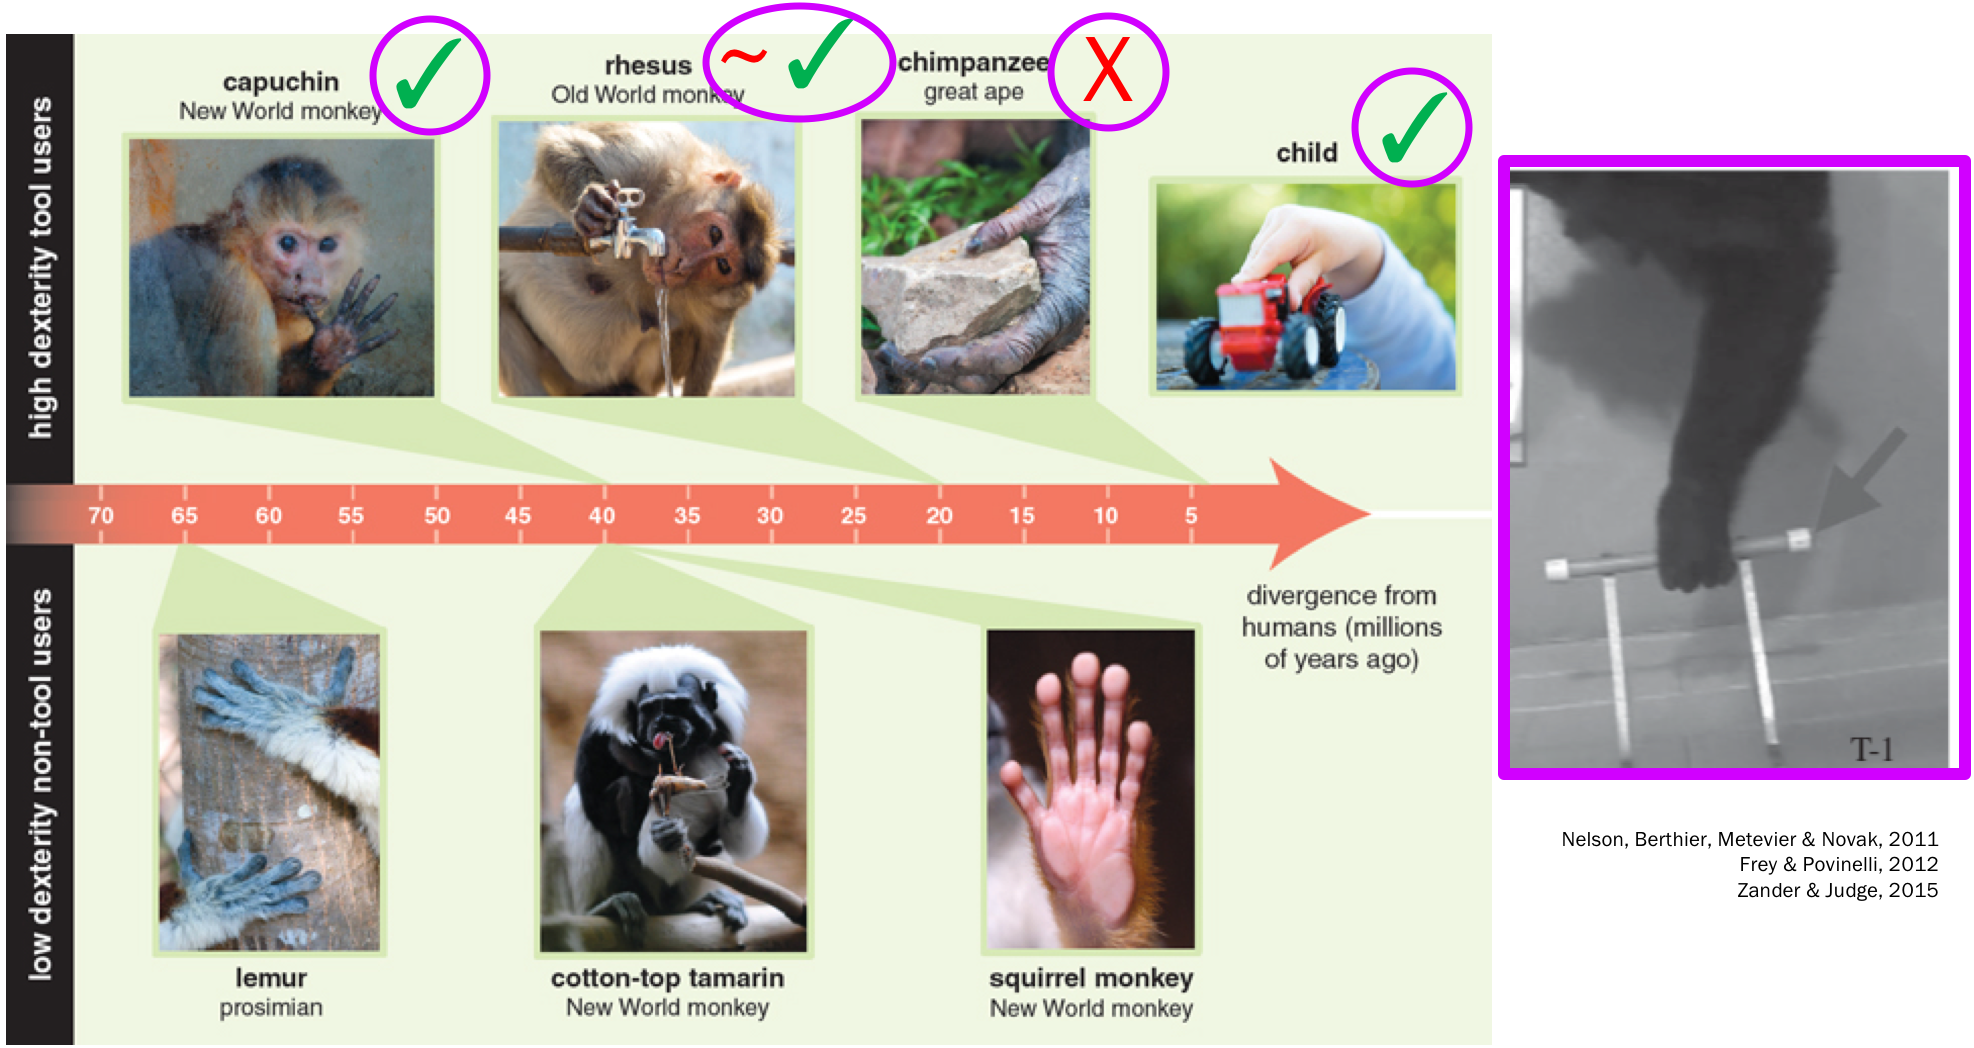 high dexterity tool users
capuchin
New World monkey
✓
rhesus
Old World monkey
~ ✓
chimpanzee
great ape
X
child
✓
70 65 60 55 50 45 40 35 30 25 20 15 10 5
divergence from
humans (millions
of years ago)
low dexterity non-tool users
lemur
prosimian
cotton-top tamarin
New World monkey
squirrel monkey
New World monkey
T-1
Nelson, Berthier, Metevier & Novak, 2011
Frey & Povinelli, 2012
Zander & Judge, 2015